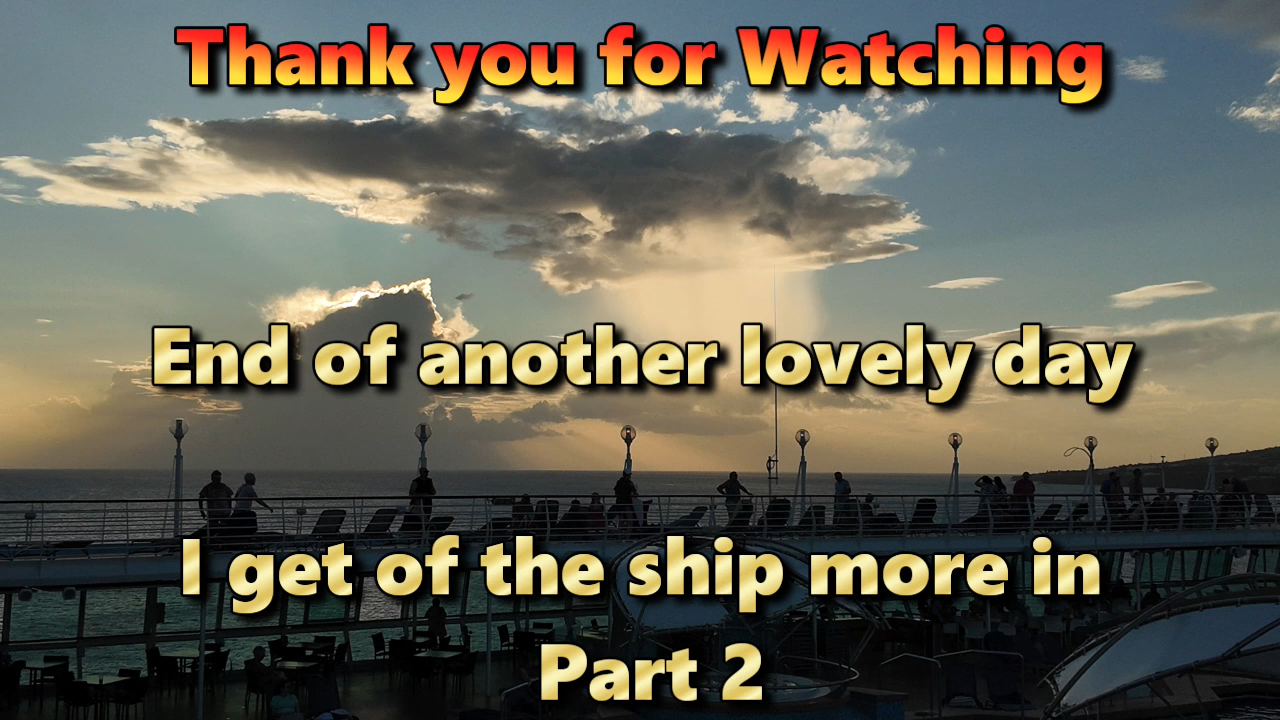 Thank you for Watching
End of another lovely day
I get of the ship more in
Part 2